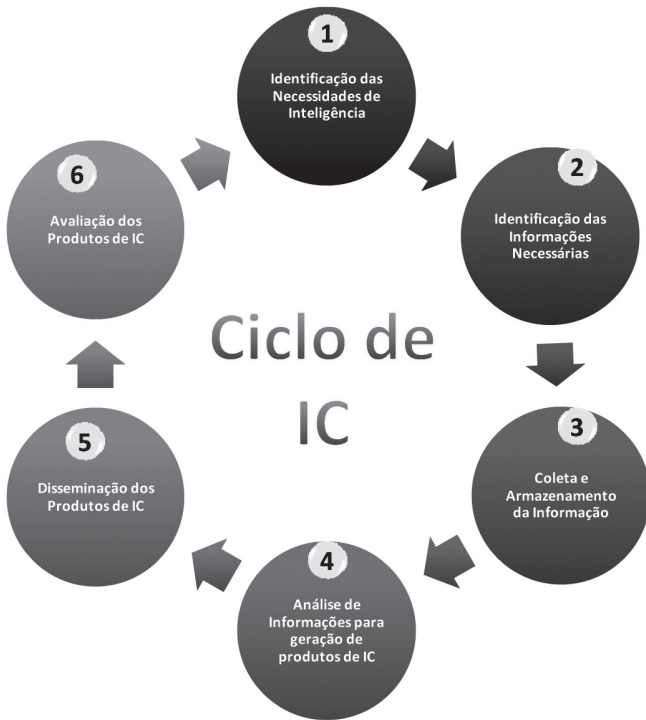 1
Identificação das
Necessidades de
Inteligência
2
Identificação das
Informações
Necessárias
3
Coleta e
Armazenamento
da Informação
4
Análise de
Informações para
geração de
produtos de IC
5
Disseminação dos
Produtos de IC
6
Avaliação dos
Produtos de IC
Ciclo de
IC